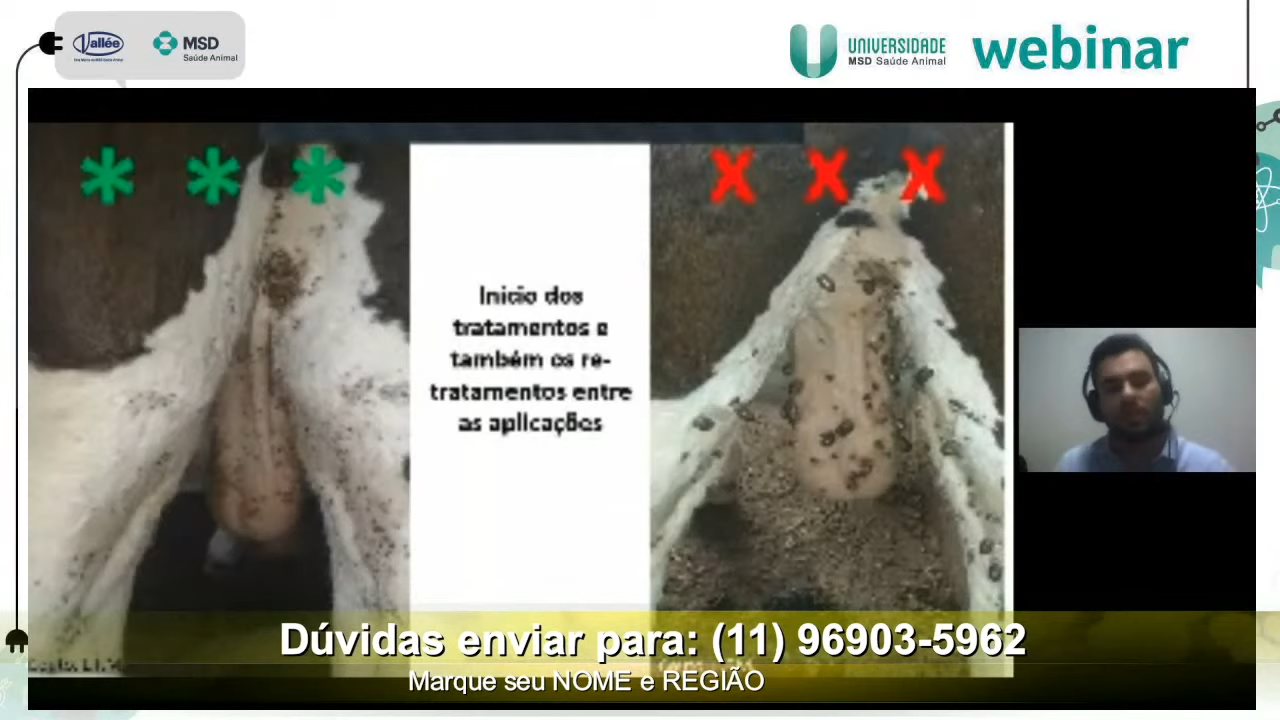 Vallée
MSD
Saúde Animal
UNIVERSIDADE
MSD Saúde Animal
webinar
* * *
X X X
Inicio dos
tratamentos e
também os re-
tratamentos entre
as aplicações
Dúvidas enviar para: (11) 96903-5962
Marque seu NOME e REGIÃO